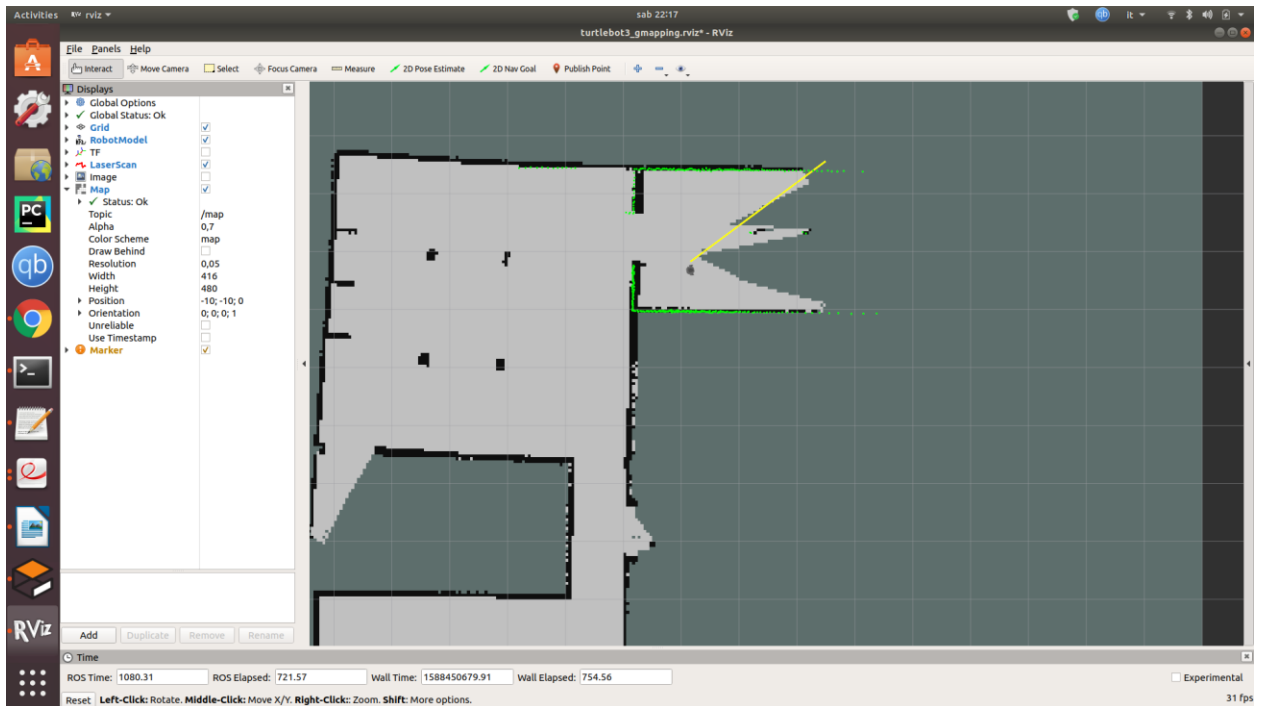 Activities RViz rviz sab 22:17 it
turtlebot3_gmapping.rviz* - RViz
File Panels Help
Interact Move Camera Select Focus Camera Measure 2D Pose Estimate 2D Nav Goal Publish Point
Displays
Global Options
Global Status: Ok
Grid
RobotModel
TF
LaserScan
Image
Map
Status: Ok
Topic /map
Alpha 0,7
Color Scheme map
Draw Behind
Resolution 0,05
Width 416
Height 480
Position -10; -10; 0
Orientation 0; 0; 0; 1
Unreliable
Use Timestamp
Marker
A
PC
qb
>_
RViz
Add Duplicate Remove Rename
Time
ROS Time: 1080.31 ROS Elapsed: 721.57 Wall Time: 1588450679.91 Wall Elapsed: 754.56 Experimental
Reset Left-Click: Rotate. Middle-Click: Move X/Y. Right-Click:: Zoom. Shift: More options. 31 fps